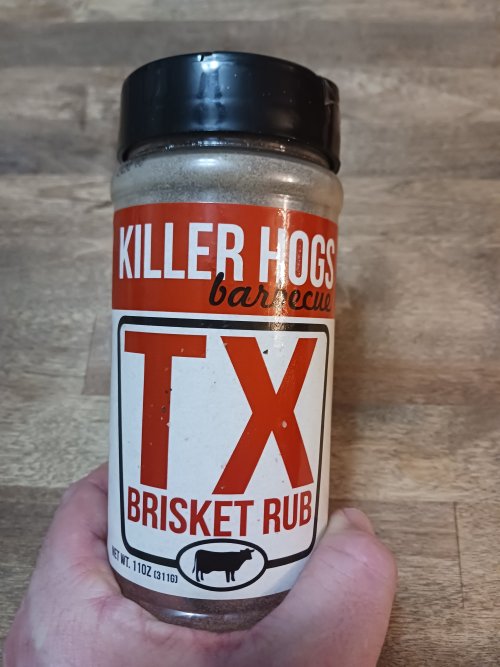 KILLER HOGS
barbecue
TX
BRISKET RUB
NET WT. 11OZ (311G)